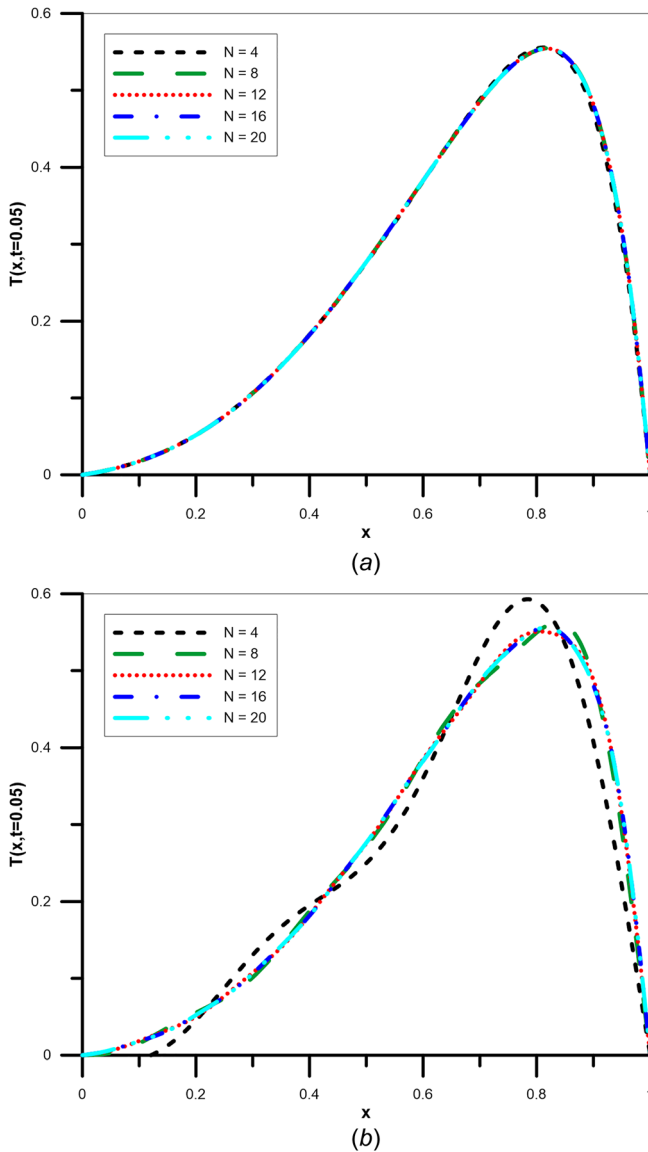 0.6
N = 4
N = 8
N = 12
N = 16
N = 20
0.4
T(x,t=0.05)
0.2
0
0 0.2 0.4 0.6 0.8
x
(a)
0.6
N = 4
N = 8
N = 12
N = 16
N = 20
0.4
T(x,t=0.05)
0.2
0
0 0.2 0.4 0.6 0.8
x
(b)